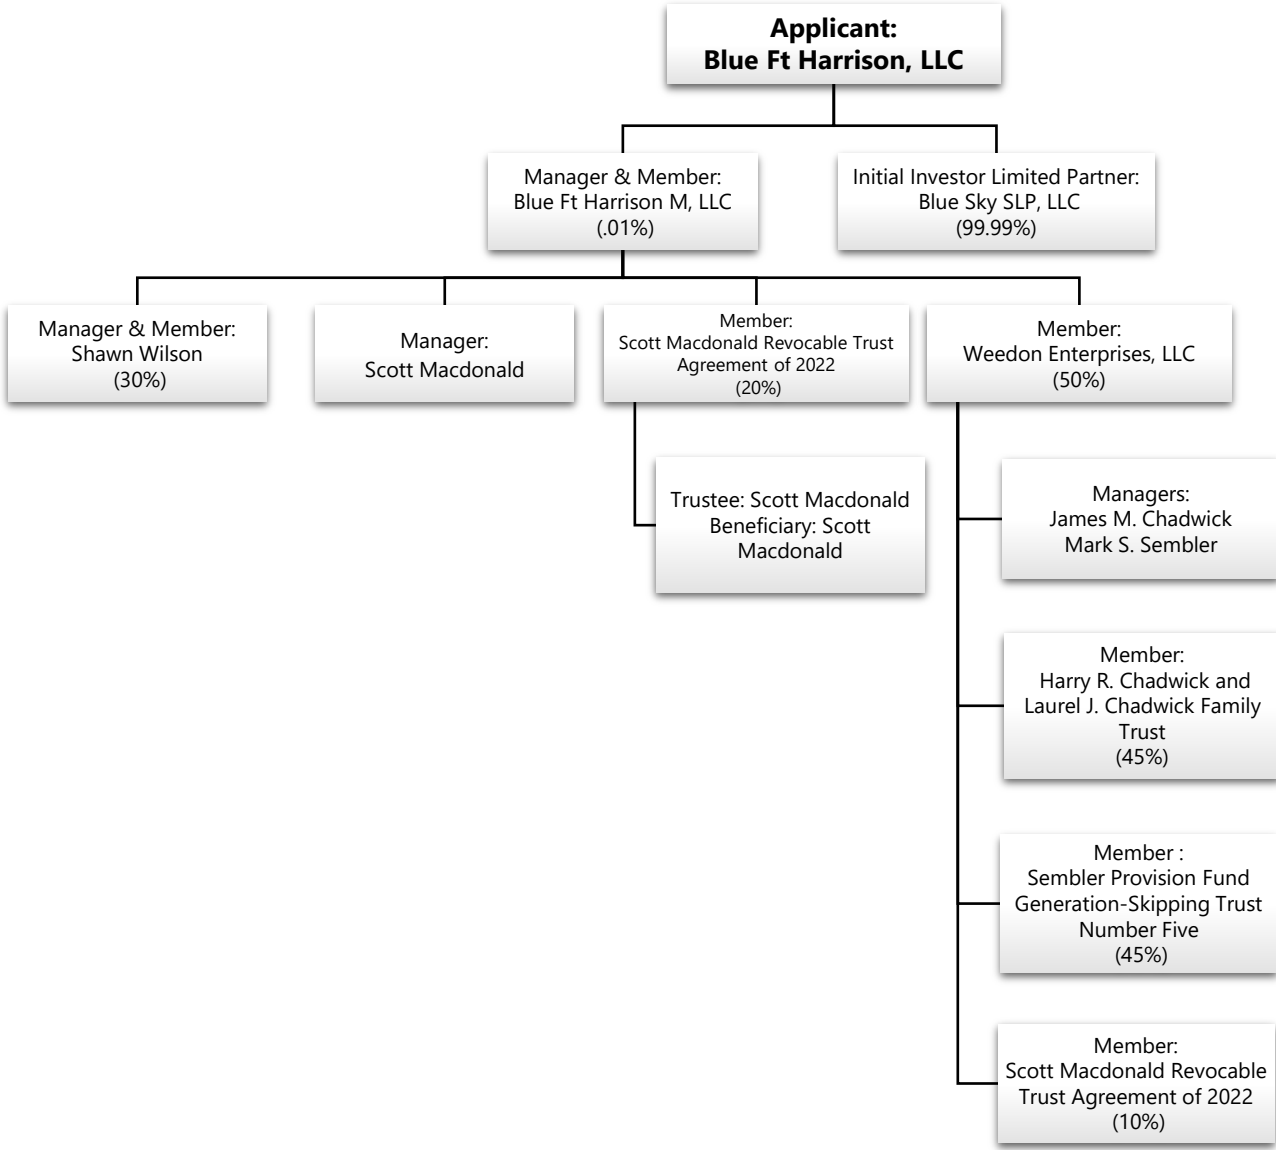 Applicant:
Blue Ft Harrison, LLC
Manager & Member:
Blue Ft Harrison M, LLC
(.01%)
Initial Investor Limited Partner:
Blue Sky SLP, LLC
(99.99%)
Manager & Member:
Shawn Wilson
(30%)
Manager:
Scott Macdonald
Member:
Scott Macdonald Revocable Trust
Agreement of 2022
(20%)
Member:
Weedon Enterprises, LLC
(50%)
Trustee: Scott Macdonald
Beneficiary: Scott
Macdonald
Managers:
James M. Chadwick
Mark S. Sembler
Member:
Harry R. Chadwick and
Laurel J. Chadwick Family
Trust
(45%)
Member :
Sembler Provision Fund
Generation-Skipping Trust
Number Five
(45%)
Member:
Scott Macdonald Revocable
Trust Agreement of 2022
(10%)